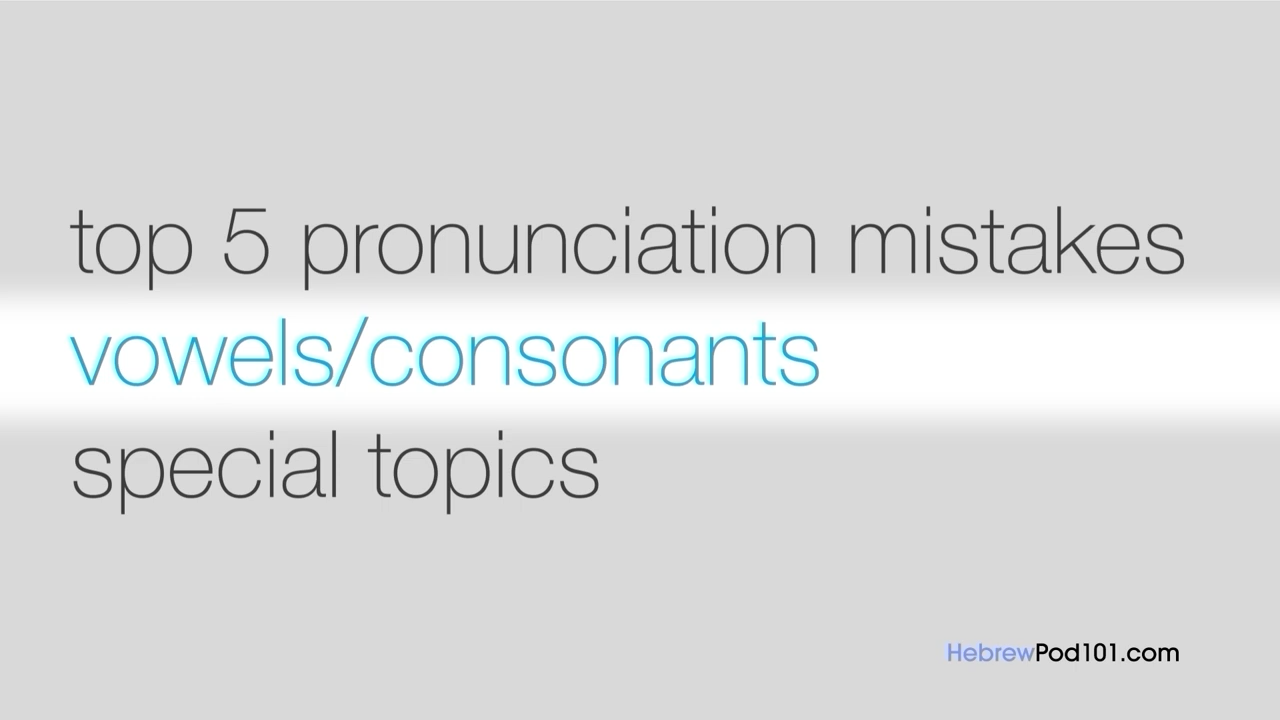 top 5 pronunciation mistakes
vowels/consonants
special topics
HebrewPod101.com